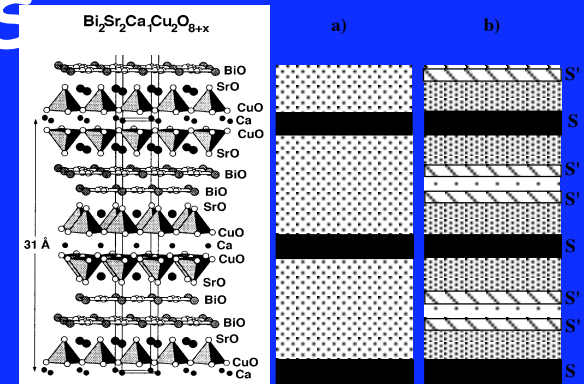 S
Bi2Sr2Ca1Cu2O8+x
a)
b)
BiO
SrO
CuO
Ca
CuO
SrO
BiO
BiO
SrO
CuO
Ca
CuO
SrO
BiO
BiO
SrO
CuO
Ca
31 Å
S'
S
S'
S'
S
S'
S'
S